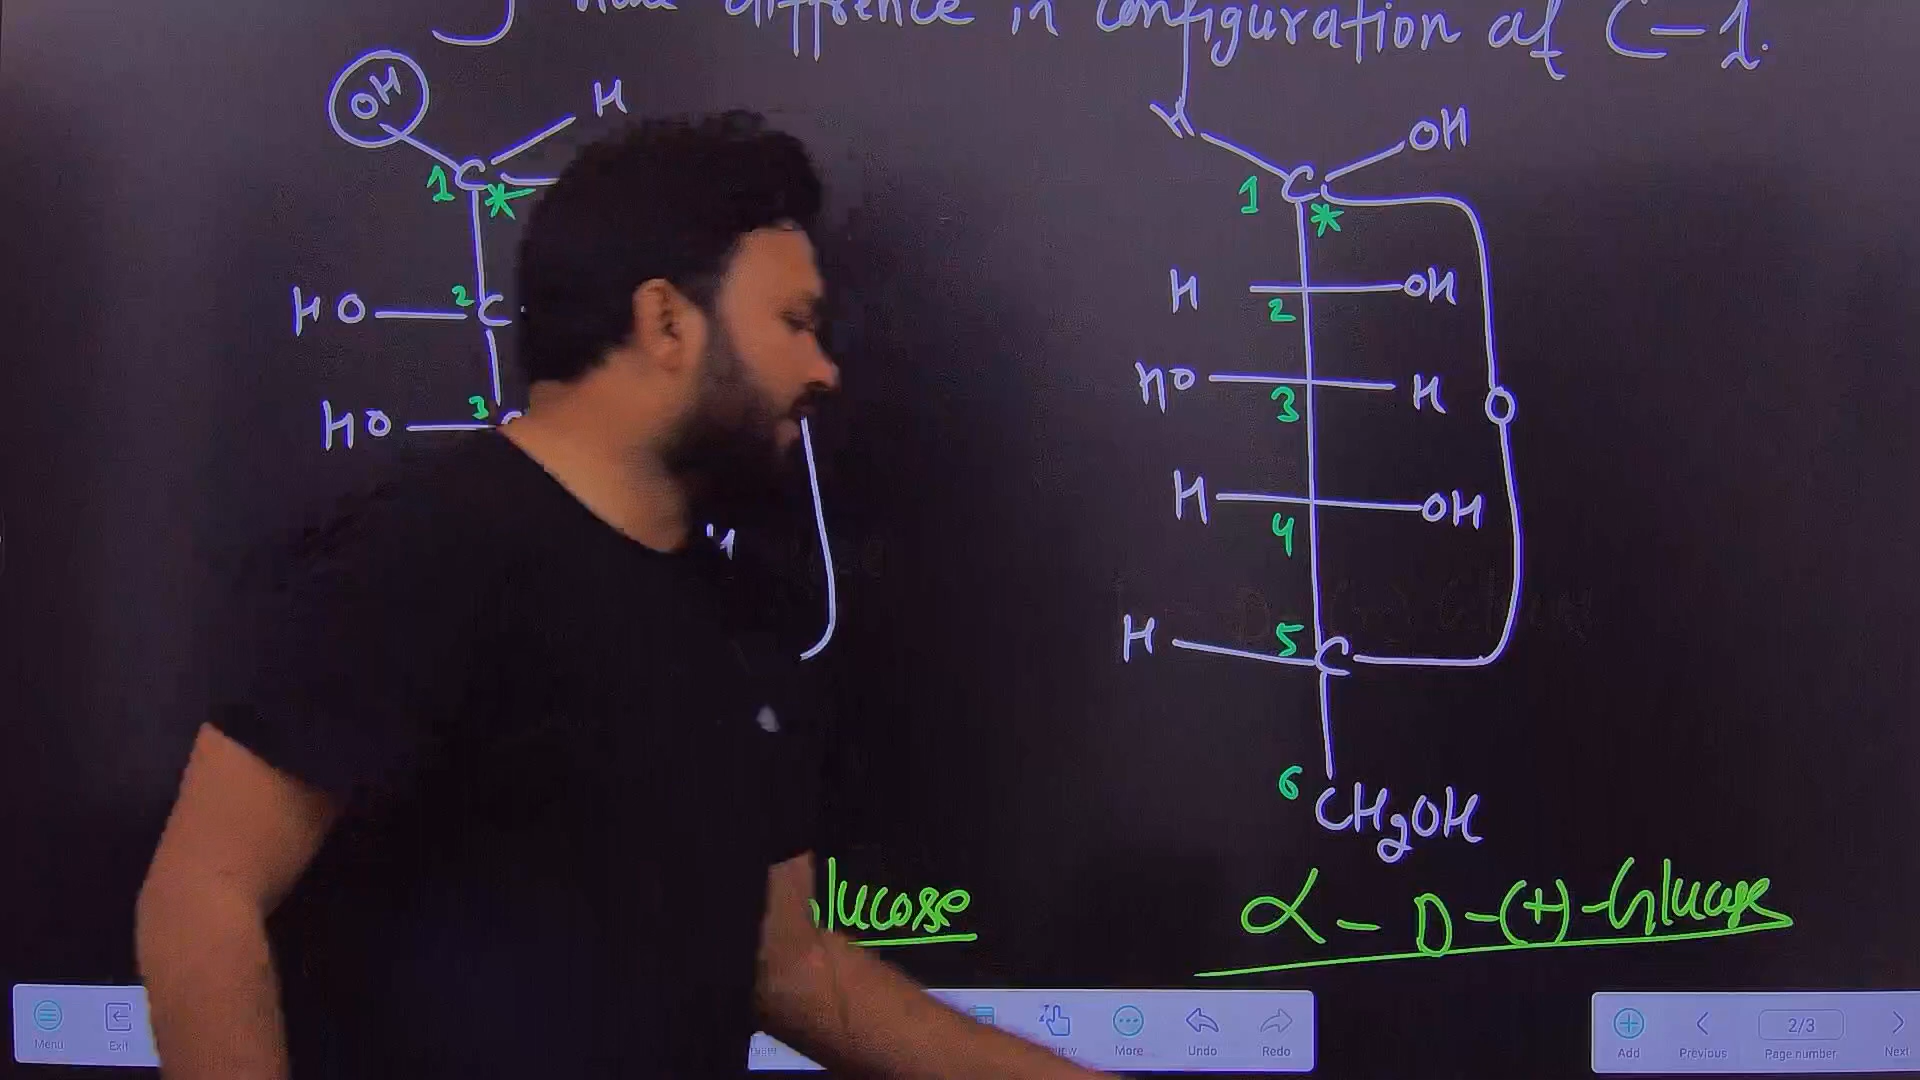 diffrence in configuration at C-1.
OH H
1 C *
HO 2 C
HO 3
lucose
H OH
1 C *
H 2 OH
HO 3 H O
H 4 OH
H 5 C
6 CH2OH
α-D-(+)-Glucose
Menu Exit More Undo Redo
Add Previous 2/3 Page number Next